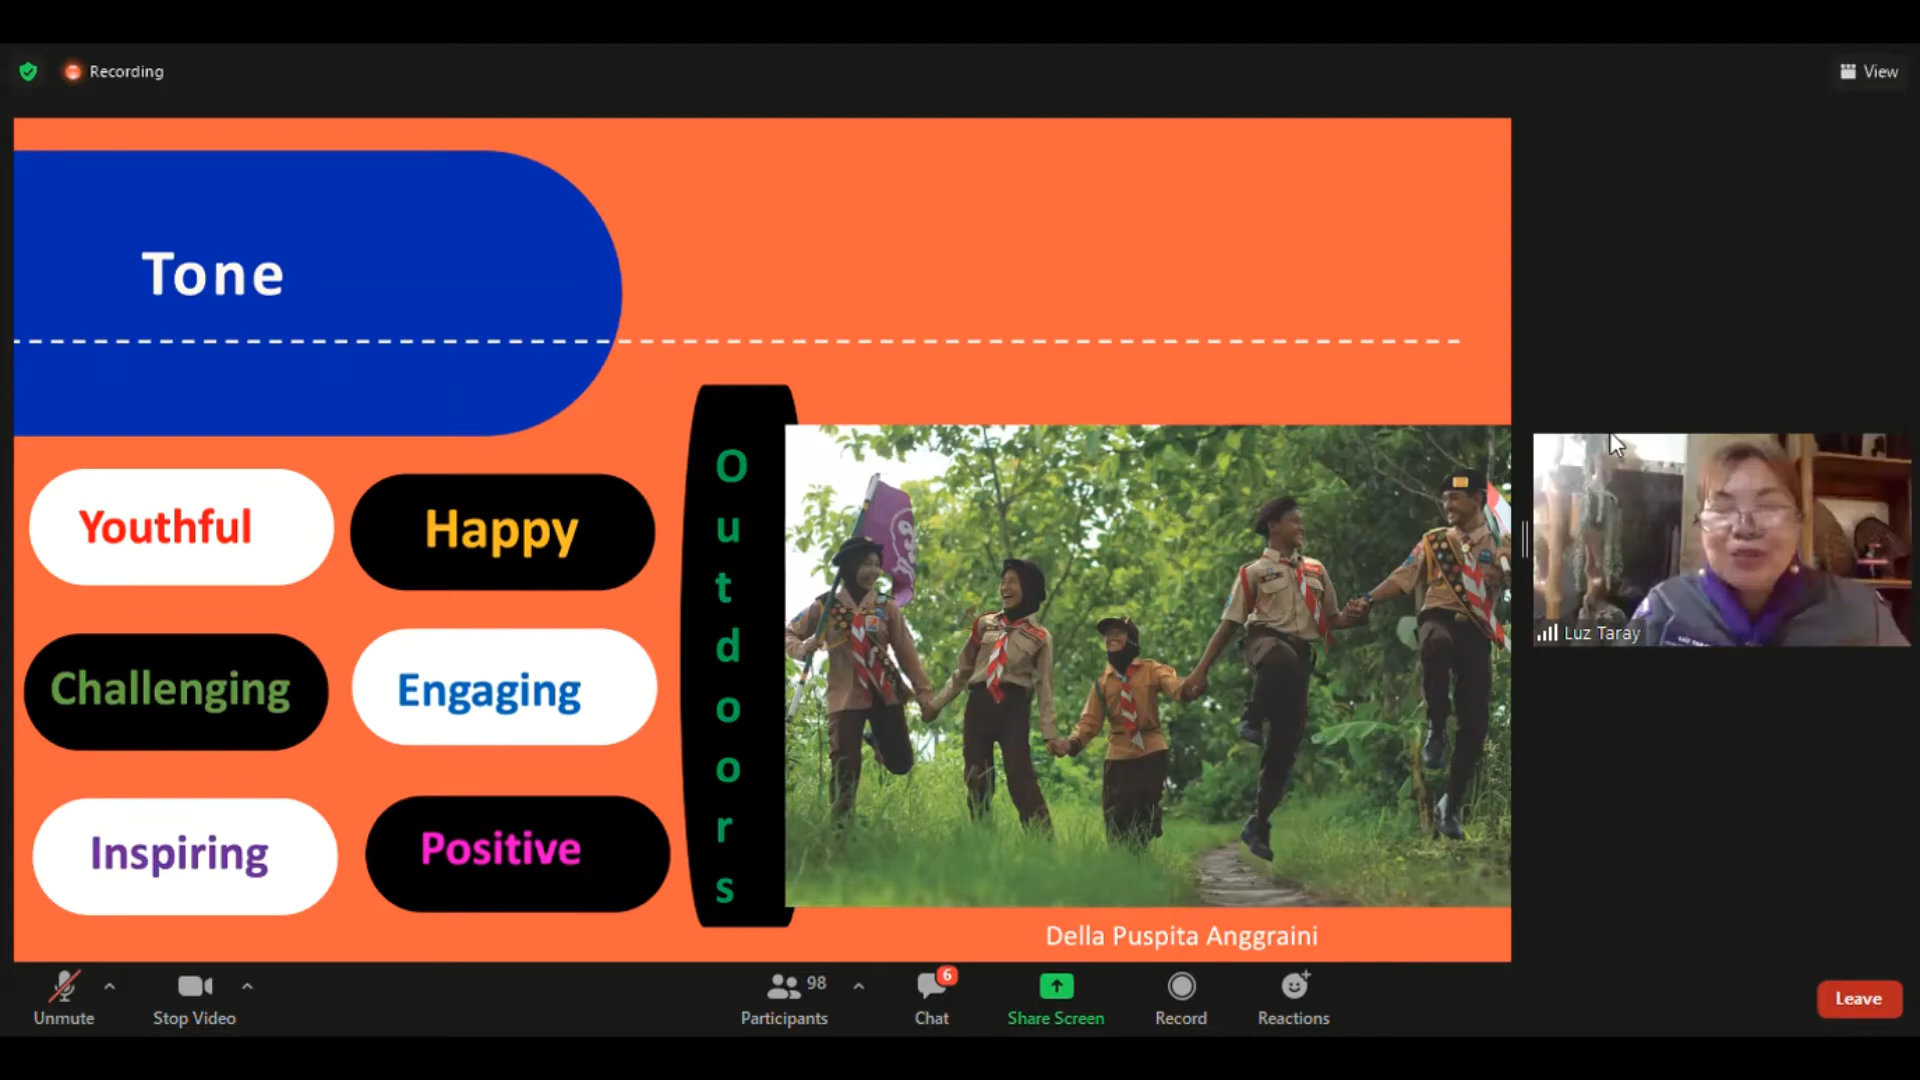 Recording
View
Tone
Youthful
Happy
Challenging
Engaging
Inspiring
Positive
Outdoors
Della Puspita Anggraini
Luz Taray
Unmute
Stop Video
98
Participants
6
Chat
Share Screen
Record
Reactions
Leave